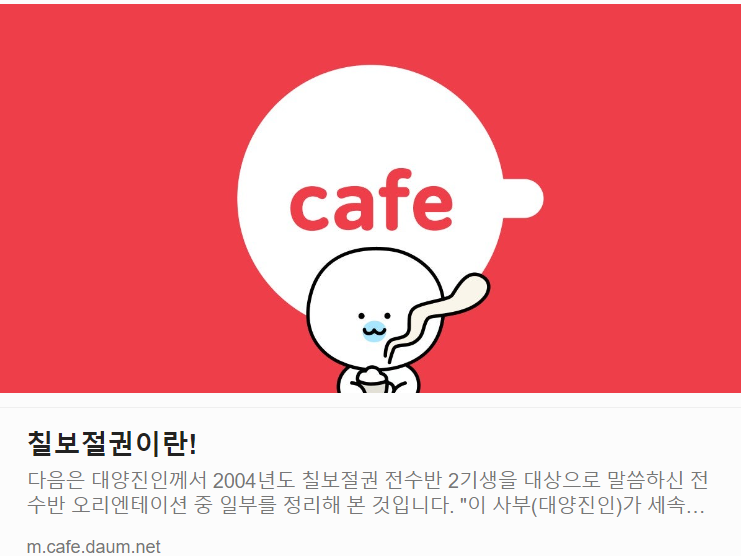 cafe
칠보절권이란!
다음은 대양진인께서 2004년도 칠보절권 전수반 2기생을 대상으로 말씀하신 전
수반 오리엔테이션 중 일부를 정리해 본 것입니다. "이 사부(대양진인)가 세속…
m.cafe.daum.net